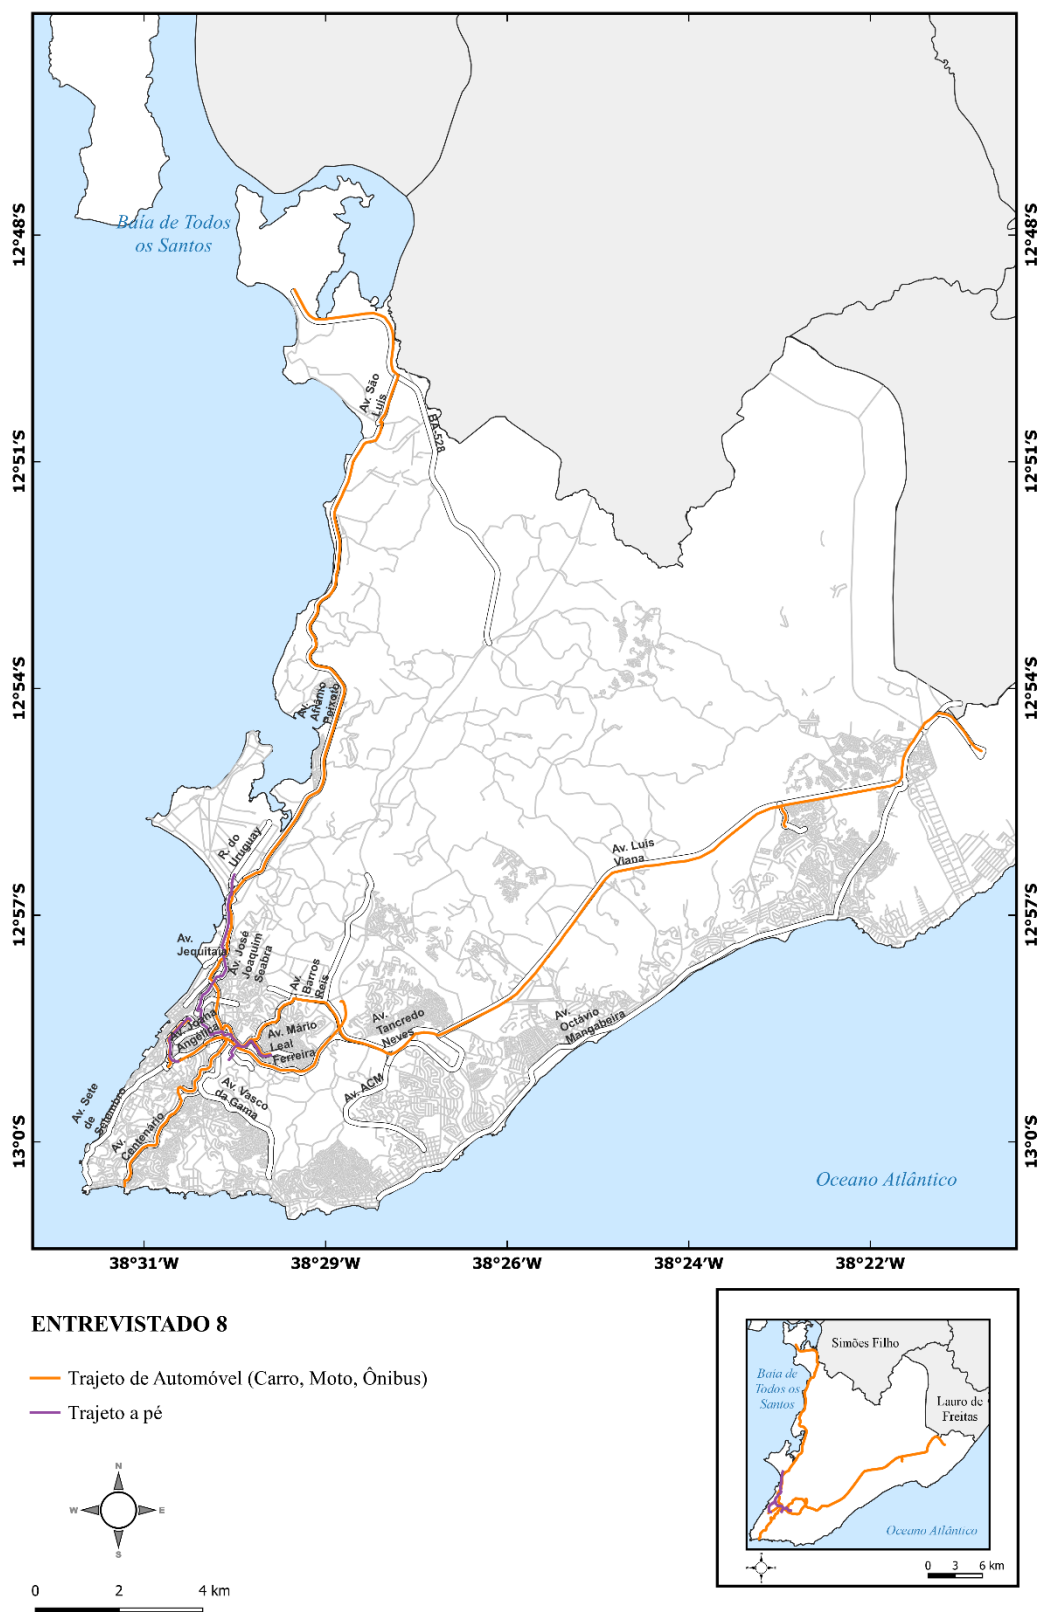 Baía de Todos
os Santos
12°48'S
12°48'S
Av. São
Luis
BA-528
12°51'S
12°51'S
12°54'S
12°54'S
Av.
Afrânio
Peixoto
R. do
Uruguay
Av. Luis
Viana
12°57'S
12°57'S
Av.
Jequitaia
Av. José
Joaquim
Seabra
Av.
Barros
Reis
Av. Joana
Angélica
Av. Mário
Leal
Ferreira
Av.
Tancredo
Neves
Av.
Octávio
Mangabeira
Av. ACM
Av. Vasco
da Gama
Av. Sete
de
Setembro
Av.
Centenário
13°0'S
13°0'S
Oceano Atlântico
38°31'W
38°29'W
38°26'W
38°24'W
38°22'W
ENTREVISTADO 8
Trajeto de Automóvel (Carro, Moto, Ônibus)
Trajeto a pé
N
W
E
S
0 2 4 km
Simões Filho
Baia de
Todos os
Santos
Lauro de
Freitas
Oceano Atlântico
0 3 6 km